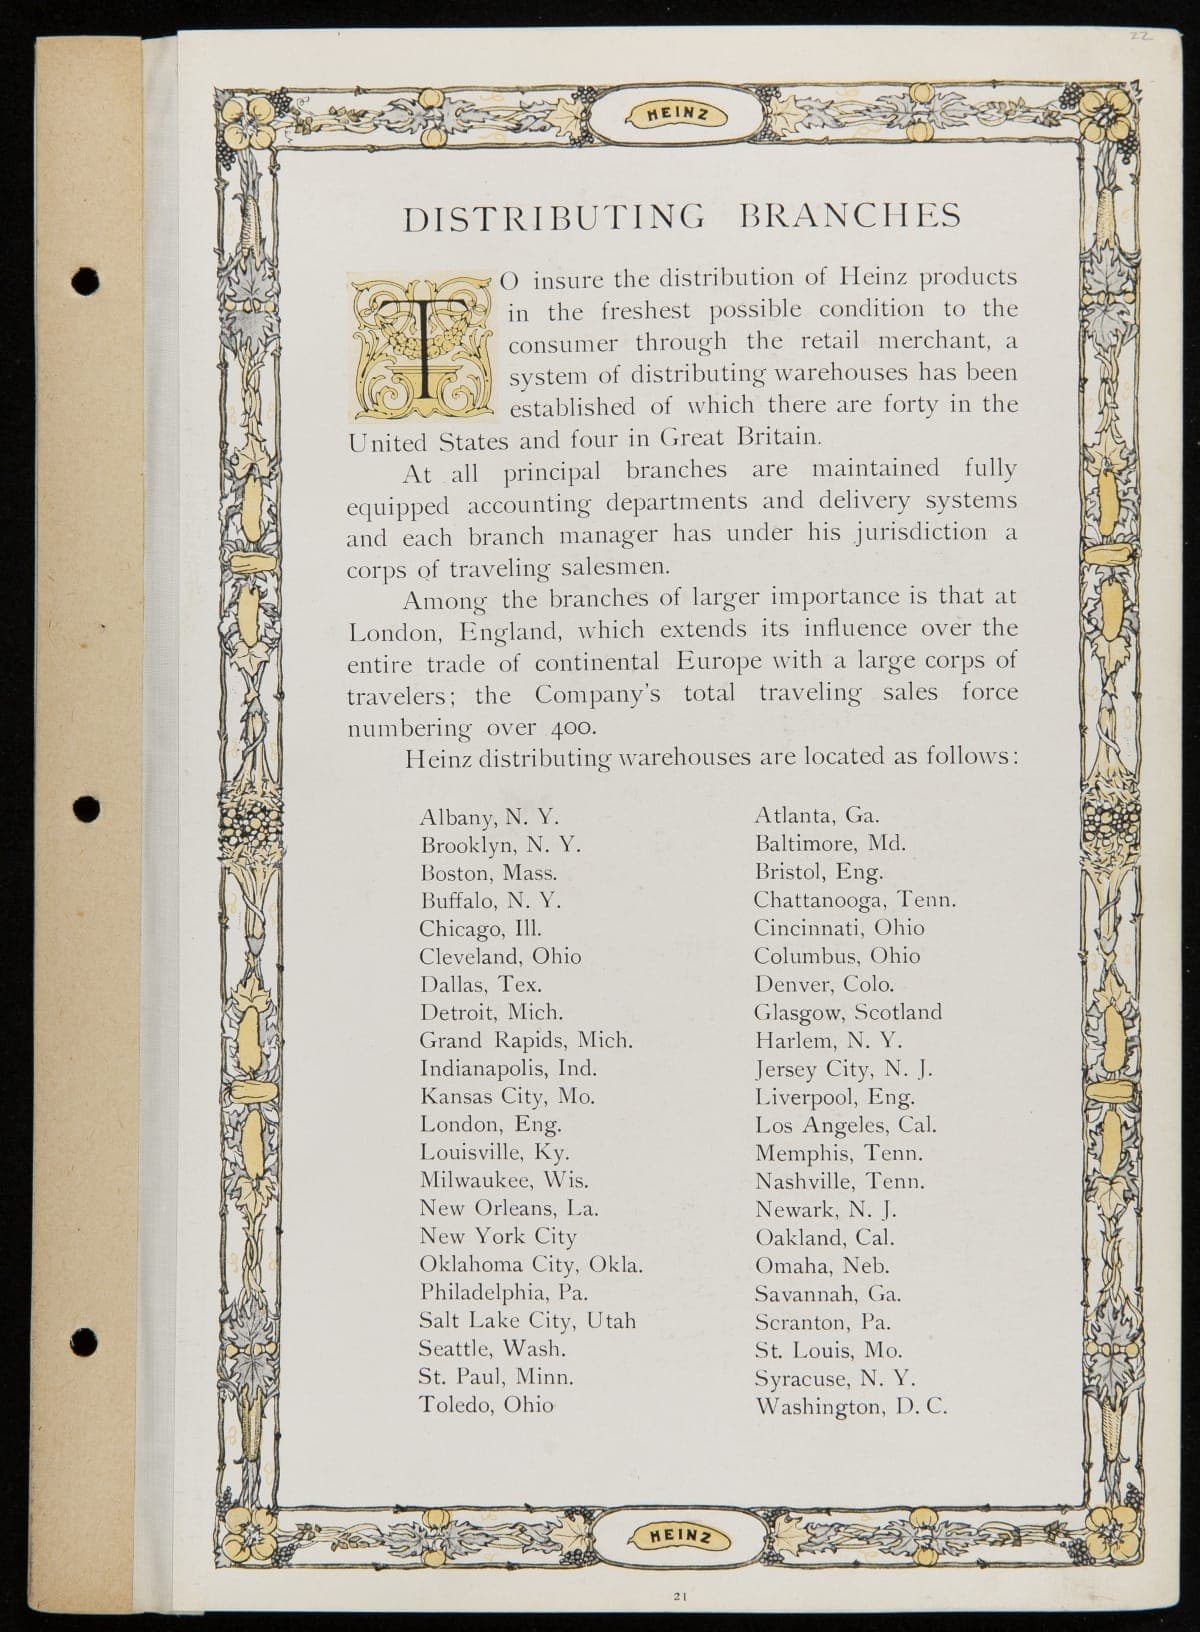 22
HEINZ
DISTRIBUTING BRANCHES
TO insure the distribution of Heinz products
in the freshest possible condition to the
consumer through the retail merchant, a
system of distributing warehouses has been
established of which there are forty in the
United States and four in Great Britain.
At all principal branches are maintained fully
equipped accounting departments and delivery systems
and each branch manager has under his jurisdiction a
corps of traveling salesmen.
Among the branches of larger importance is that at
London, England, which extends its influence over the
entire trade of continental Europe with a large corps of
travelers; the Company's total traveling sales force
numbering over 400.
Heinz distributing warehouses are located as follows:
Albany, N. Y.
Brooklyn, N. Y.
Boston, Mass.
Buffalo, N. Y.
Chicago, Ill.
Cleveland, Ohio
Dallas, Tex.
Detroit, Mich.
Grand Rapids, Mich.
Indianapolis, Ind.
Kansas City, Mo.
London, Eng.
Louisville, Ky.
Milwaukee, Wis.
New Orleans, La.
New York City
Oklahoma City, Okla.
Philadelphia, Pa.
Salt Lake City, Utah
Seattle, Wash.
St. Paul, Minn.
Toledo, Ohio
Atlanta, Ga.
Baltimore, Md.
Bristol, Eng.
Chattanooga, Tenn.
Cincinnati, Ohio
Columbus, Ohio
Denver, Colo.
Glasgow, Scotland
Harlem, N. Y.
Jersey City, N. J.
Liverpool, Eng.
Los Angeles, Cal.
Memphis, Tenn.
Nashville, Tenn.
Newark, N. J.
Oakland, Cal.
Omaha, Neb.
Savannah, Ga.
Scranton, Pa.
St. Louis, Mo.
Syracuse, N. Y.
Washington, D. C.
HEINZ
21